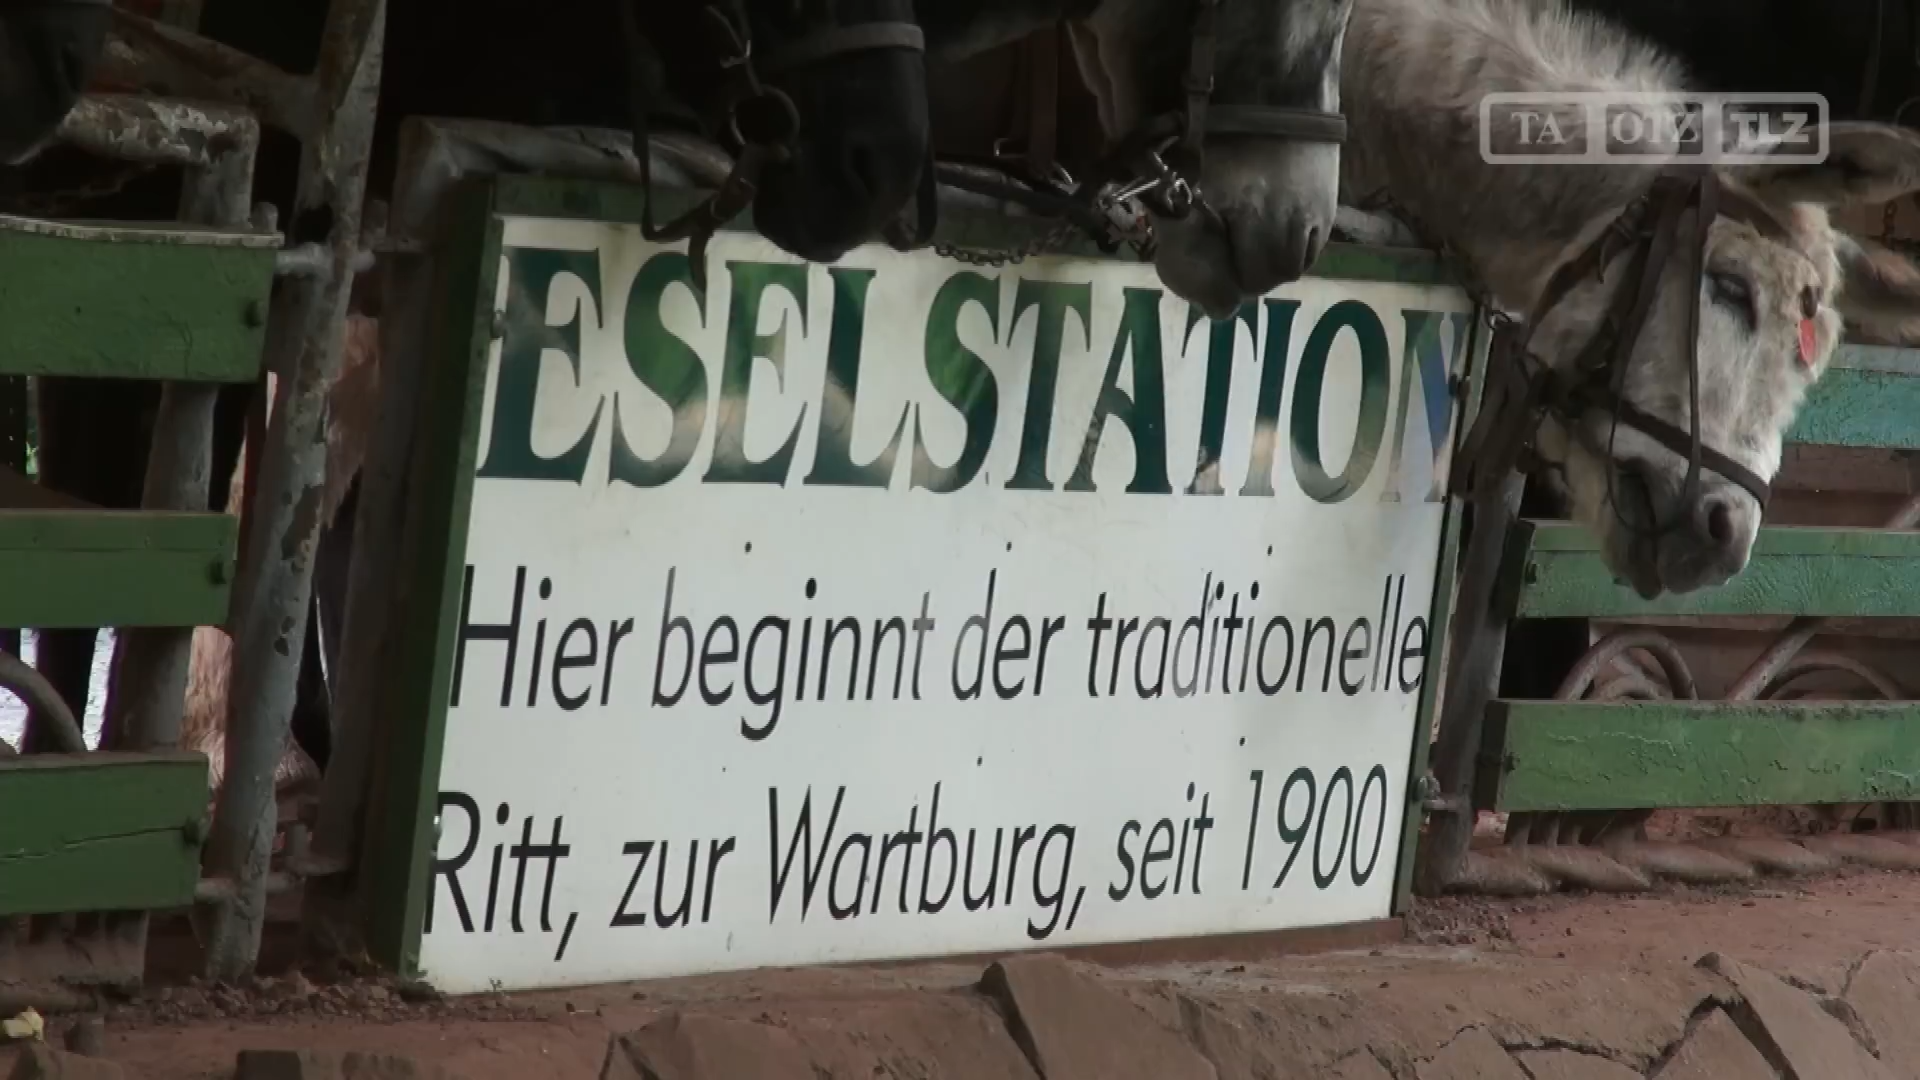 TA OTZ TLZ
ESELSTATION
Hier beginnt der traditionelle
Ritt, zur Wartburg, seit 1900